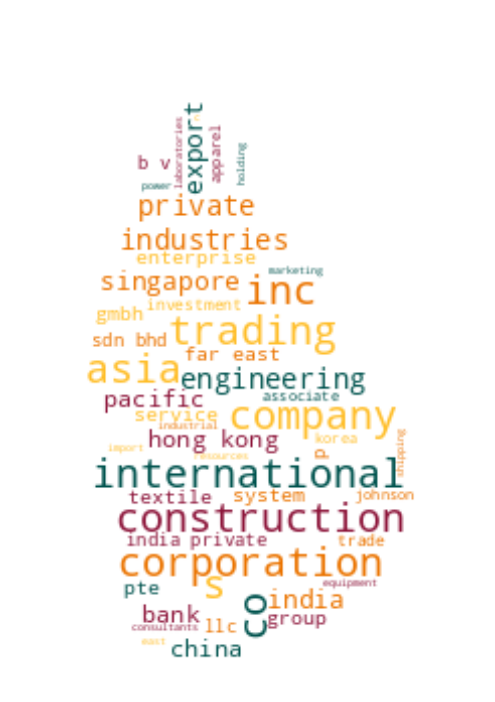 export
laboratories
apparel
holding
b v
power
private
industries
enterprise
marketing
singapore
inc
investment
gmbh
trading
sdn bhd
far east
asia
engineering
pacific
associate
service
company
industrial
hong kong
korea
import
resources
p
shipping
international
textile
system
johnson
construction
india private
trade
corporation
equipment
pte
s
co
india
bank
group
consultants
llc
east
china